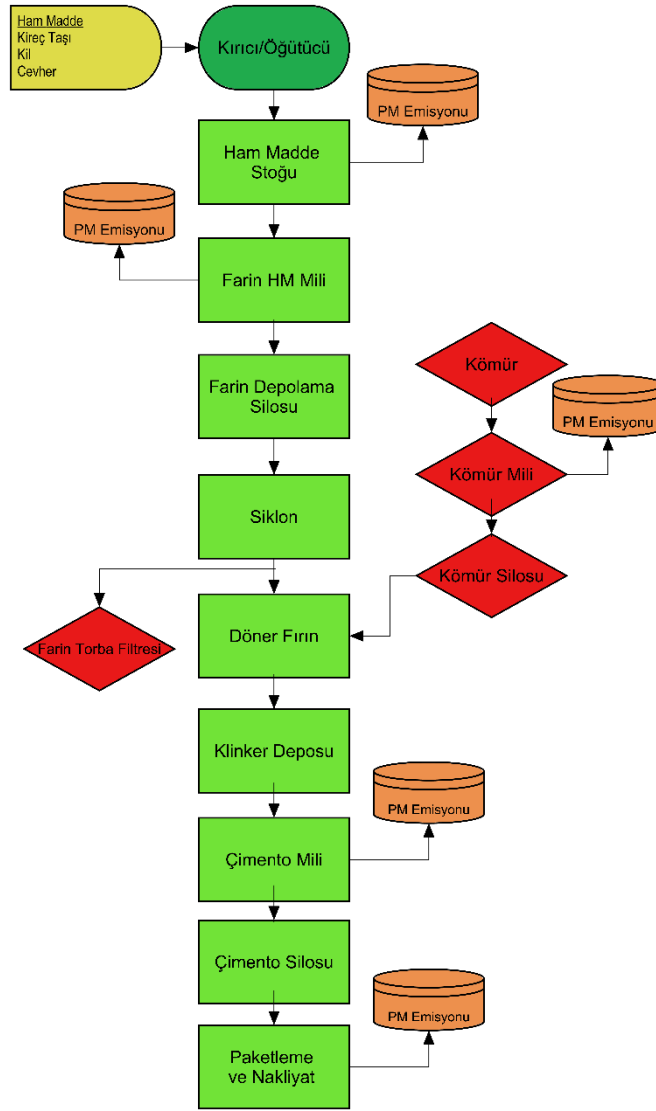 Ham Madde
Kireç Taşı
Kil
Cevher
Kırıcı/Öğütücü
PM Emisyonu
Ham Madde
Stoğu
PM Emisyonu
Farin HM Mili
Kömür
Farin Depolama
Silosu
PM Emisyonu
Kömür Mili
Siklon
Kömür Silosu
Farin Torba Filtresi
Döner Fırın
Klinker Deposu
PM Emisyonu
Çimento Mili
Çimento Silosu
PM Emisyonu
Paketleme
ve Nakliyat